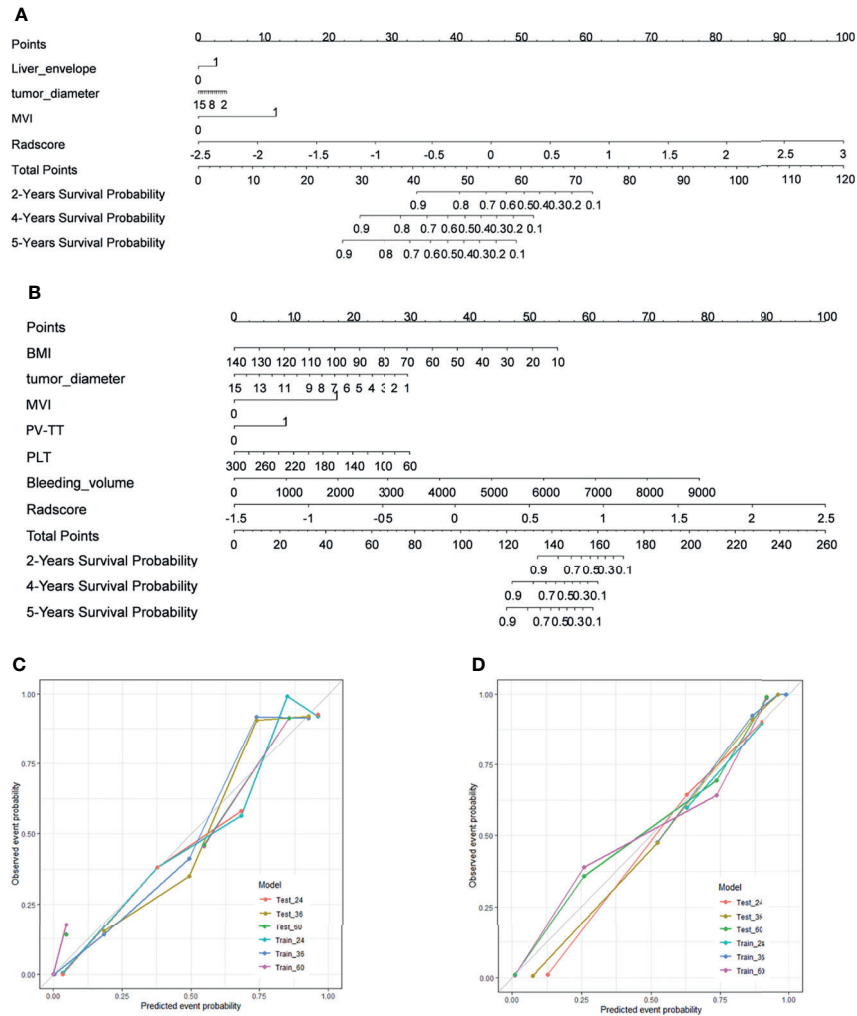 A
Points 0 10 20 30 40 50 60 70 80 90 100
Liver_envelope 0 1
tumor_diameter 15 8 2
MVI 0 1
Radscore -2.5 -2 -1.5 -1 -0.5 0 0.5 1 1.5 2 2.5 3
Total Points 0 10 20 30 40 50 60 70 80 90 100 110 120
2-Years Survival Probability 0.9 0.8 0.7 0.6 0.5 0.4 0.3 0.2 0.1
4-Years Survival Probability 0.9 0.8 0.7 0.6 0.5 0.4 0.3 0.2 0.1
5-Years Survival Probability 0.9 08 0.7 0.6 0.5 0.4 0.3 0.2 0.1
B
Points 0 10 20 30 40 50 60 70 80 90 100
BMI 140 130 120 110 100 90 80 70 60 50 40 30 20 10
tumor_diameter 15 13 11 9 8 7 6 5 4 3 2 1
MVI 0 1
PV-TT 0 1
PLT 300 260 220 180 140 100 60
Bleeding_volume 0 1000 2000 3000 4000 5000 6000 7000 8000 9000
Radscore -1.5 -1 -0.5 0 0.5 1 1.5 2 2.5
Total Points 0 20 40 60 80 100 120 140 160 180 200 220 240 260
2-Years Survival Probability 0.9 0.7 0.5 0.3 0.1
4-Years Survival Probability 0.9 0.7 0.5 0.3 0.1
5-Years Survival Probability 0.9 0.7 0.5 0.3 0.1
C
Observed event probability
1.00
0.75
0.50
0.25
0.00
Model
Test_24
Test_36
Test_60
Train_24
Train_36
Train_60
0.00 0.25 0.50 0.75 1.00
Predicted event probability
D
Observed event probability
1.00
0.75
0.50
0.25
0.00
Model
Test_24
Test_36
Test_60
Train_24
Train_36
Train_60
0.00 0.25 0.50 0.75 1.00
Predicted event probability